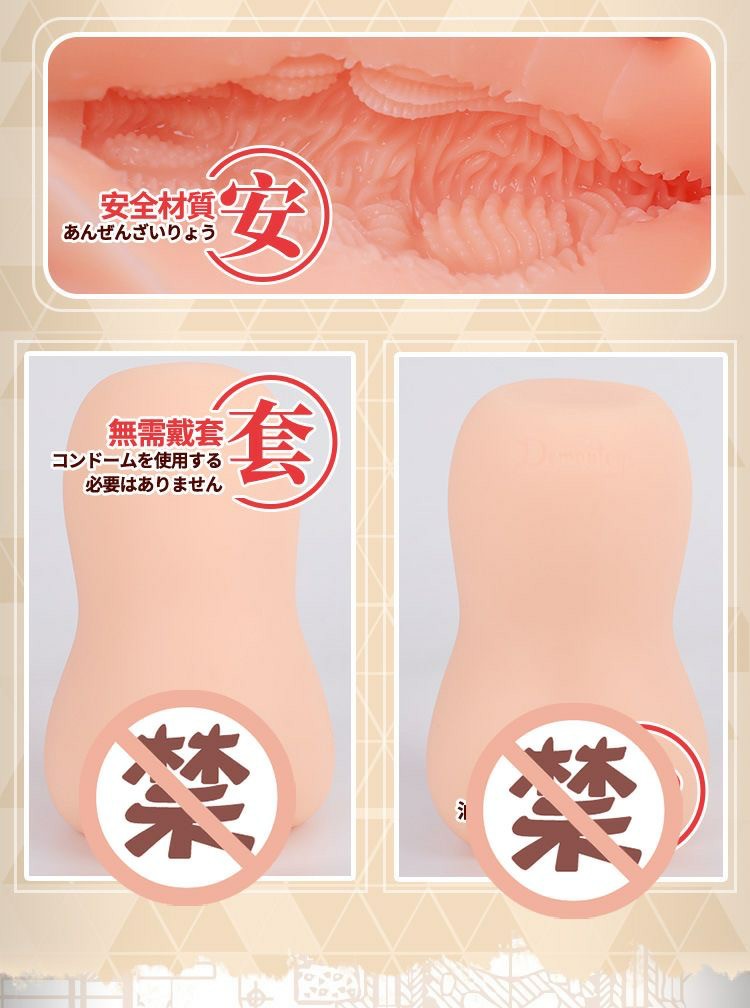 安全材質
あんぜんざいりょう
安
無需戴套
コンドームを使用する
必要はありません
套
禁
禁